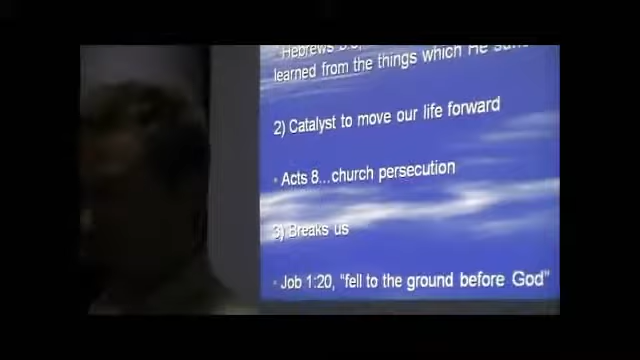 Hebrews
learned from the things which He
2) Catalyst to move our life forward
• Acts 8...church persecution
3) Breaks us
• Job 1:20, “fell to the ground before God”